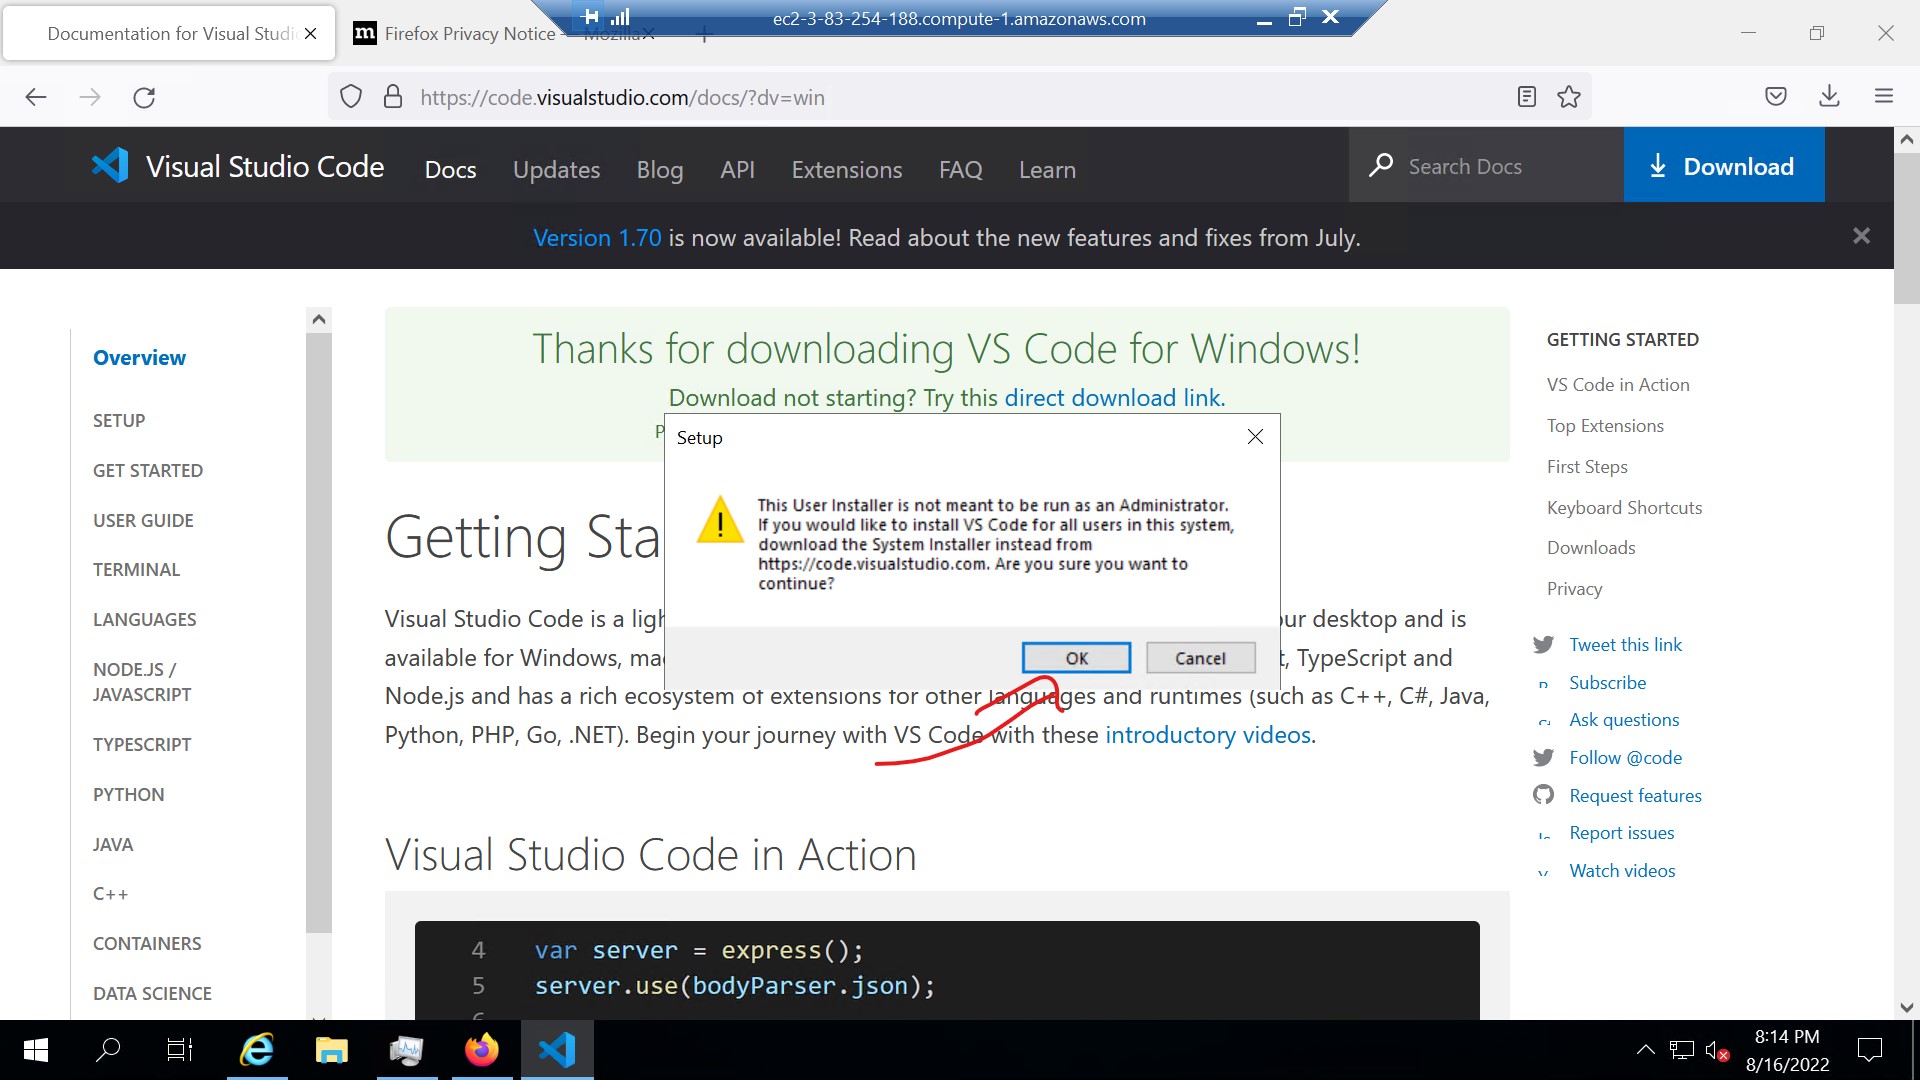 ec2-3-83-254-188.compute-1.amazonaws.com
Documentation for Visual Studio
Firefox Privacy Notice — Mozilla
https://code.visualstudio.com/docs/?dv=win
Visual Studio Code
Docs
Updates
Blog
API
Extensions
FAQ
Learn
Search Docs
Download
Version 1.70 is now available! Read about the new features and fixes from July.
Overview
SETUP
GET STARTED
USER GUIDE
TERMINAL
LANGUAGES
NODE.JS /
JAVASCRIPT
TYPESCRIPT
PYTHON
JAVA
C++
CONTAINERS
DATA SCIENCE
Thanks for downloading VS Code for Windows!
Download not starting? Try this direct download link.
P
Setup
This User Installer is not meant to be run as an Administrator.
If you would like to install VS Code for all users in this system,
download the System Installer instead from
https://code.visualstudio.com. Are you sure you want to
continue?
OK
Cancel
Getting Sta
Visual Studio Code is a ligh ur desktop and is
available for Windows, ma t, TypeScript and
Node.js and has a rich ecosystem of extensions for other languages and runtimes (such as C++, C#, Java,
Python, PHP, Go, .NET). Begin your journey with VS Code with these introductory videos.
Visual Studio Code in Action
4 var server = express();
5 server.use(bodyParser.json);
6
GETTING STARTED
VS Code in Action
Top Extensions
First Steps
Keyboard Shortcuts
Downloads
Privacy
Tweet this link
Subscribe
Ask questions
Follow @code
Request features
Report issues
Watch videos
8:14 PM
8/16/2022